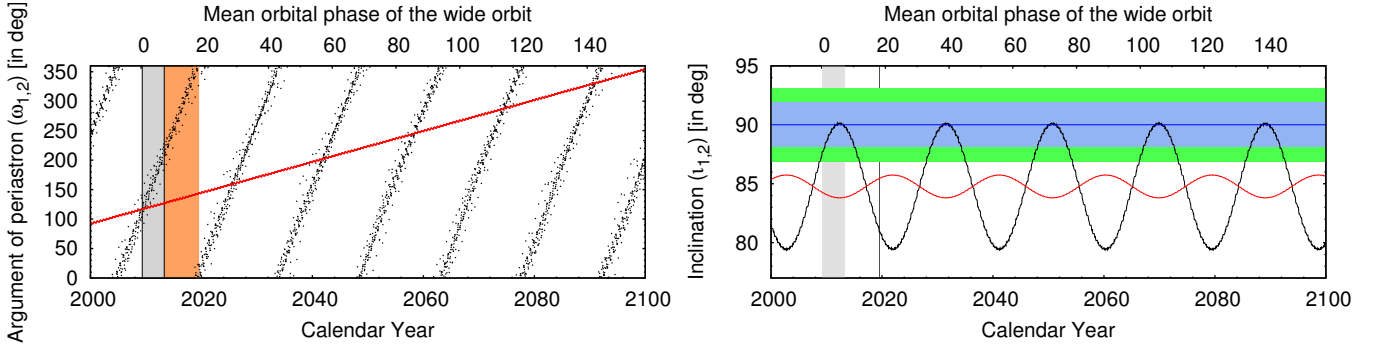 Mean orbital phase of the wide orbit
0 20 40 60 80 100 120 140
Argument of periastron (ω1,2) [in deg]
350
300
250
200
150
100
50
0
2000 2020 2040 2060 2080 2100
Calendar Year
Mean orbital phase of the wide orbit
0 20 40 60 80 100 120 140
Inclination (ι1,2) [in deg]
95
90
85
80
2000 2020 2040 2060 2080 2100
Calendar Year